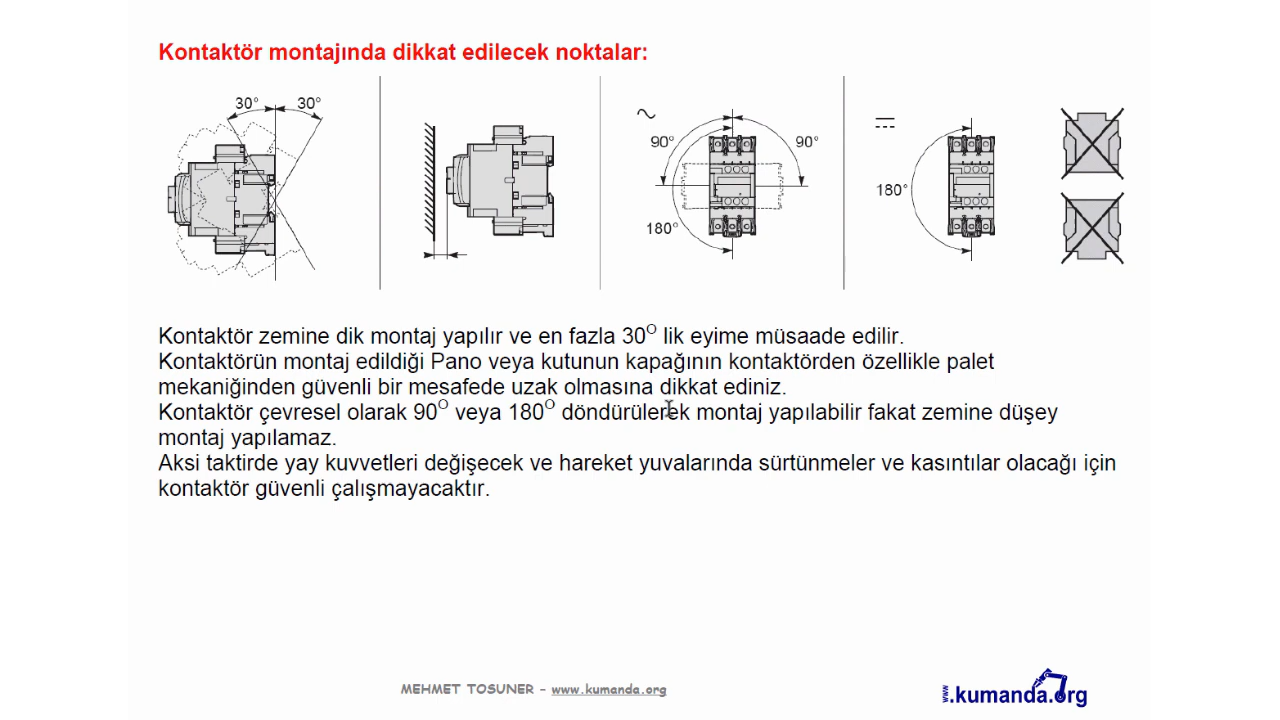 Kontaktör montajında dikkat edilecek noktalar:
30° 30°
90° 90°
180°
180°
Kontaktör zemine dik montaj yapılır ve en fazla 30° lik eyime müsaade edilir.
Kontaktörün montaj edildiği Pano veya kutunun kapağının kontaktörden özellikle palet
mekaniğinden güvenli bir mesafede uzak olmasına dikkat ediniz.
Kontaktör çevresel olarak 90° veya 180° döndürülerek montaj yapılabilir fakat zemine düşey
montaj yapılamaz.
Aksi taktirde yay kuvvetleri değişecek ve hareket yuvalarında sürtünmeler ve kasıntılar olacağı için
kontaktör güvenli çalışmayacaktır.
MEHMET TOSUNER - www.kumanda.org
www.kumanda.org